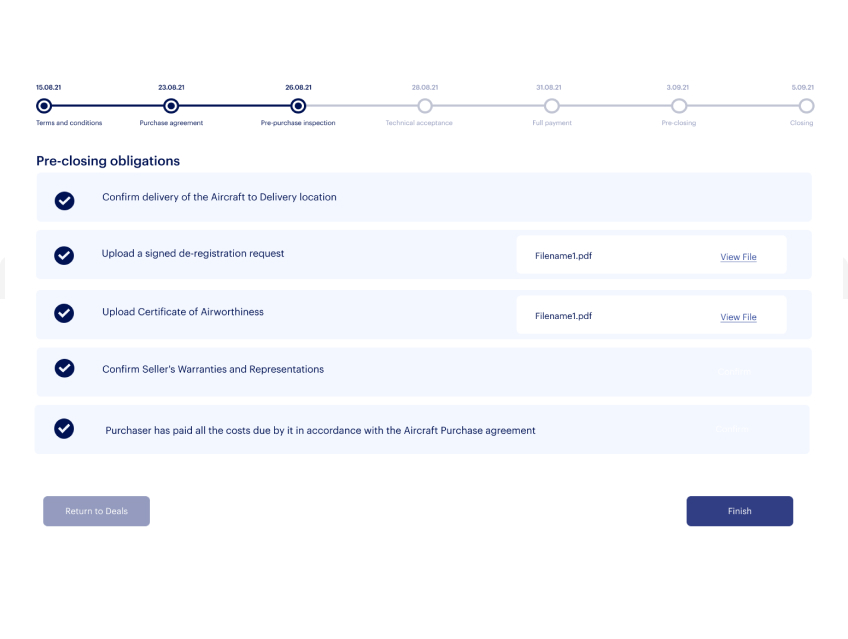 15.08.21 23.08.21 26.08.21 28.08.21 31.08.21 3.09.21 5.09.21
Terms and conditions Purchase agreement Pre-purchase inspection Technical acceptance Full payment Pre-closing Closing
Pre-closing obligations
Confirm delivery of the Aircraft to Delivery location
Upload a signed de-registration request Filename1.pdf View File
Upload Certificate of Airworthiness Filename1.pdf View File
Confirm Seller's Warranties and Representations Confirm
Purchaser has paid all the costs due by it in accordance with the Aircraft Purchase agreement Confirm
Return to Deals Finish